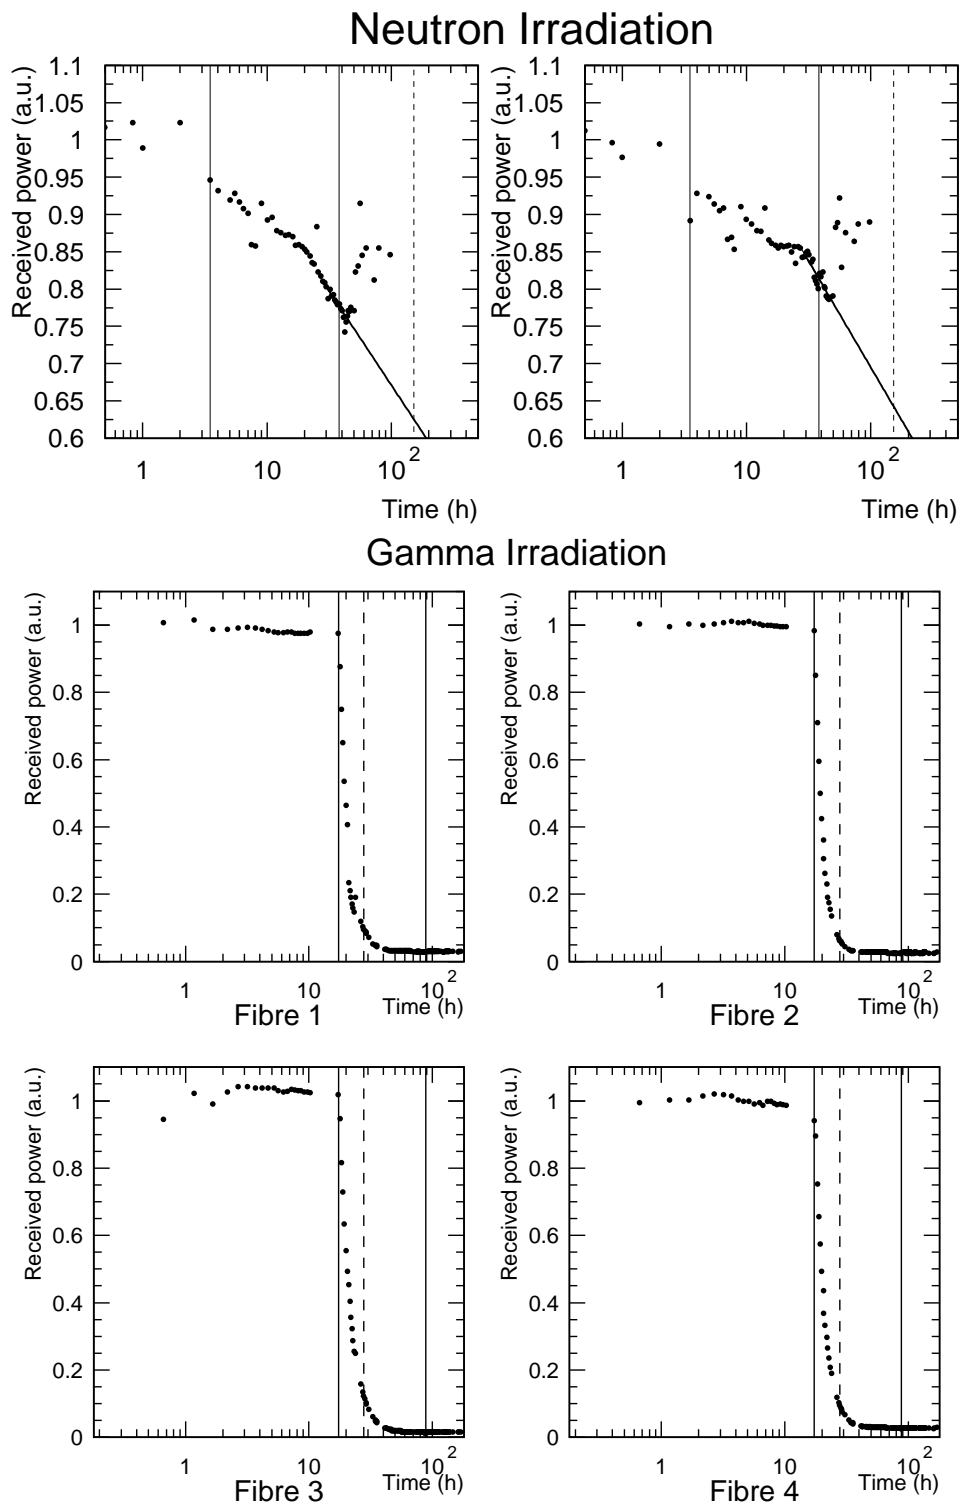 Neutron Irradiation
Received power (a.u.)
1.1
1.05
1
0.95
0.9
0.85
0.8
0.75
0.7
0.65
0.6
1 10 10²
Time (h)
Received power (a.u.)
1.1
1.05
1
0.95
0.9
0.85
0.8
0.75
0.7
0.65
0.6
1 10 10²
Time (h)
Gamma Irradiation
Received power (a.u.)
1
0.8
0.6
0.4
0.2
0
1 10 10²
Time (h)
Fibre 1
Received power (a.u.)
1
0.8
0.6
0.4
0.2
0
1 10 10²
Time (h)
Fibre 2
Received power (a.u.)
1
0.8
0.6
0.4
0.2
0
1 10 10²
Time (h)
Fibre 3
Received power (a.u.)
1
0.8
0.6
0.4
0.2
0
1 10 10²
Time (h)
Fibre 4